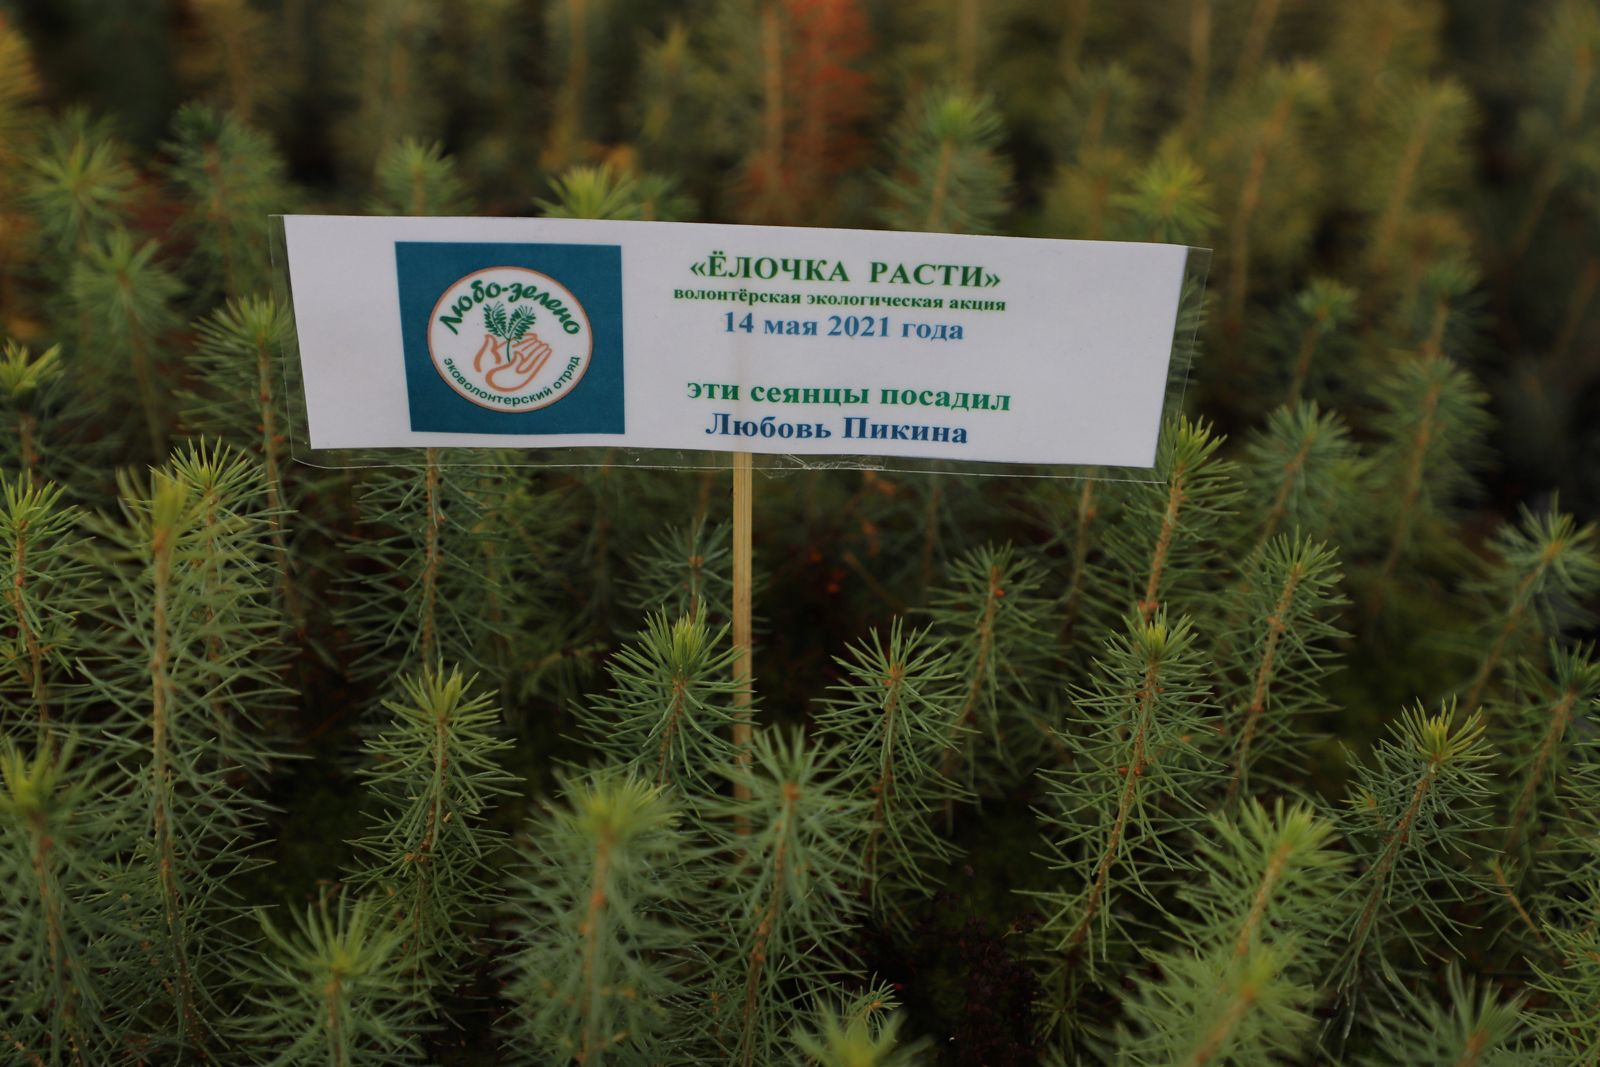 Любо-зелено
эковолонтерский отряд
«ЁЛОЧКА РАСТИ»
волонтёрская экологическая акция
14 мая 2021 года
эти сеянцы посадил
Любовь Пикина